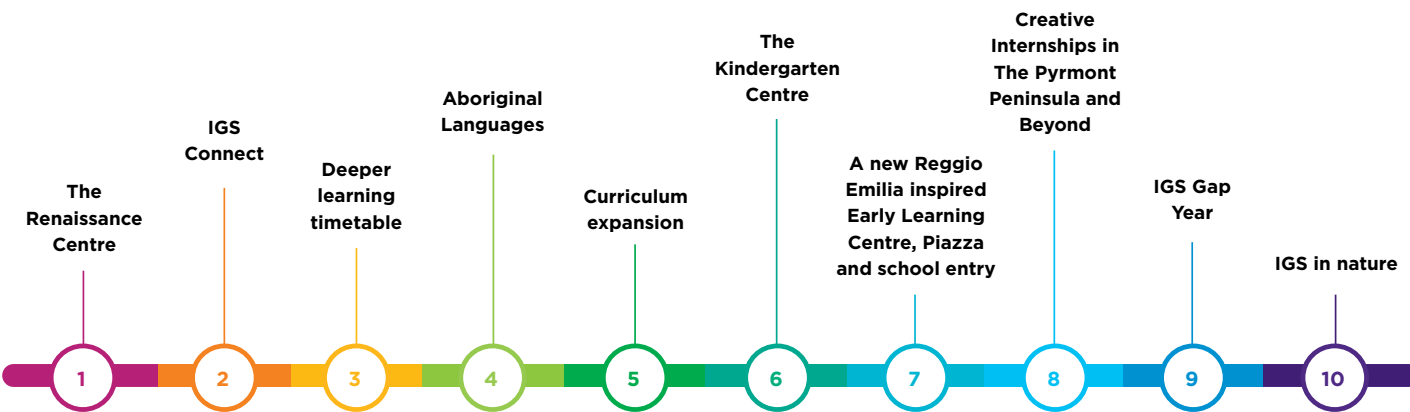 The
Renaissance
Centre
IGS
Connect
Deeper
learning
timetable
Aboriginal
Languages
Curriculum
expansion
The
Kindergarten
Centre
A new Reggio
Emilia inspired
Early Learning
Centre, Piazza
and school entry
Creative
Internships in
The Pyrmont
Peninsula and
Beyond
IGS Gap
Year
IGS in nature
1
2
3
4
5
6
7
8
9
10